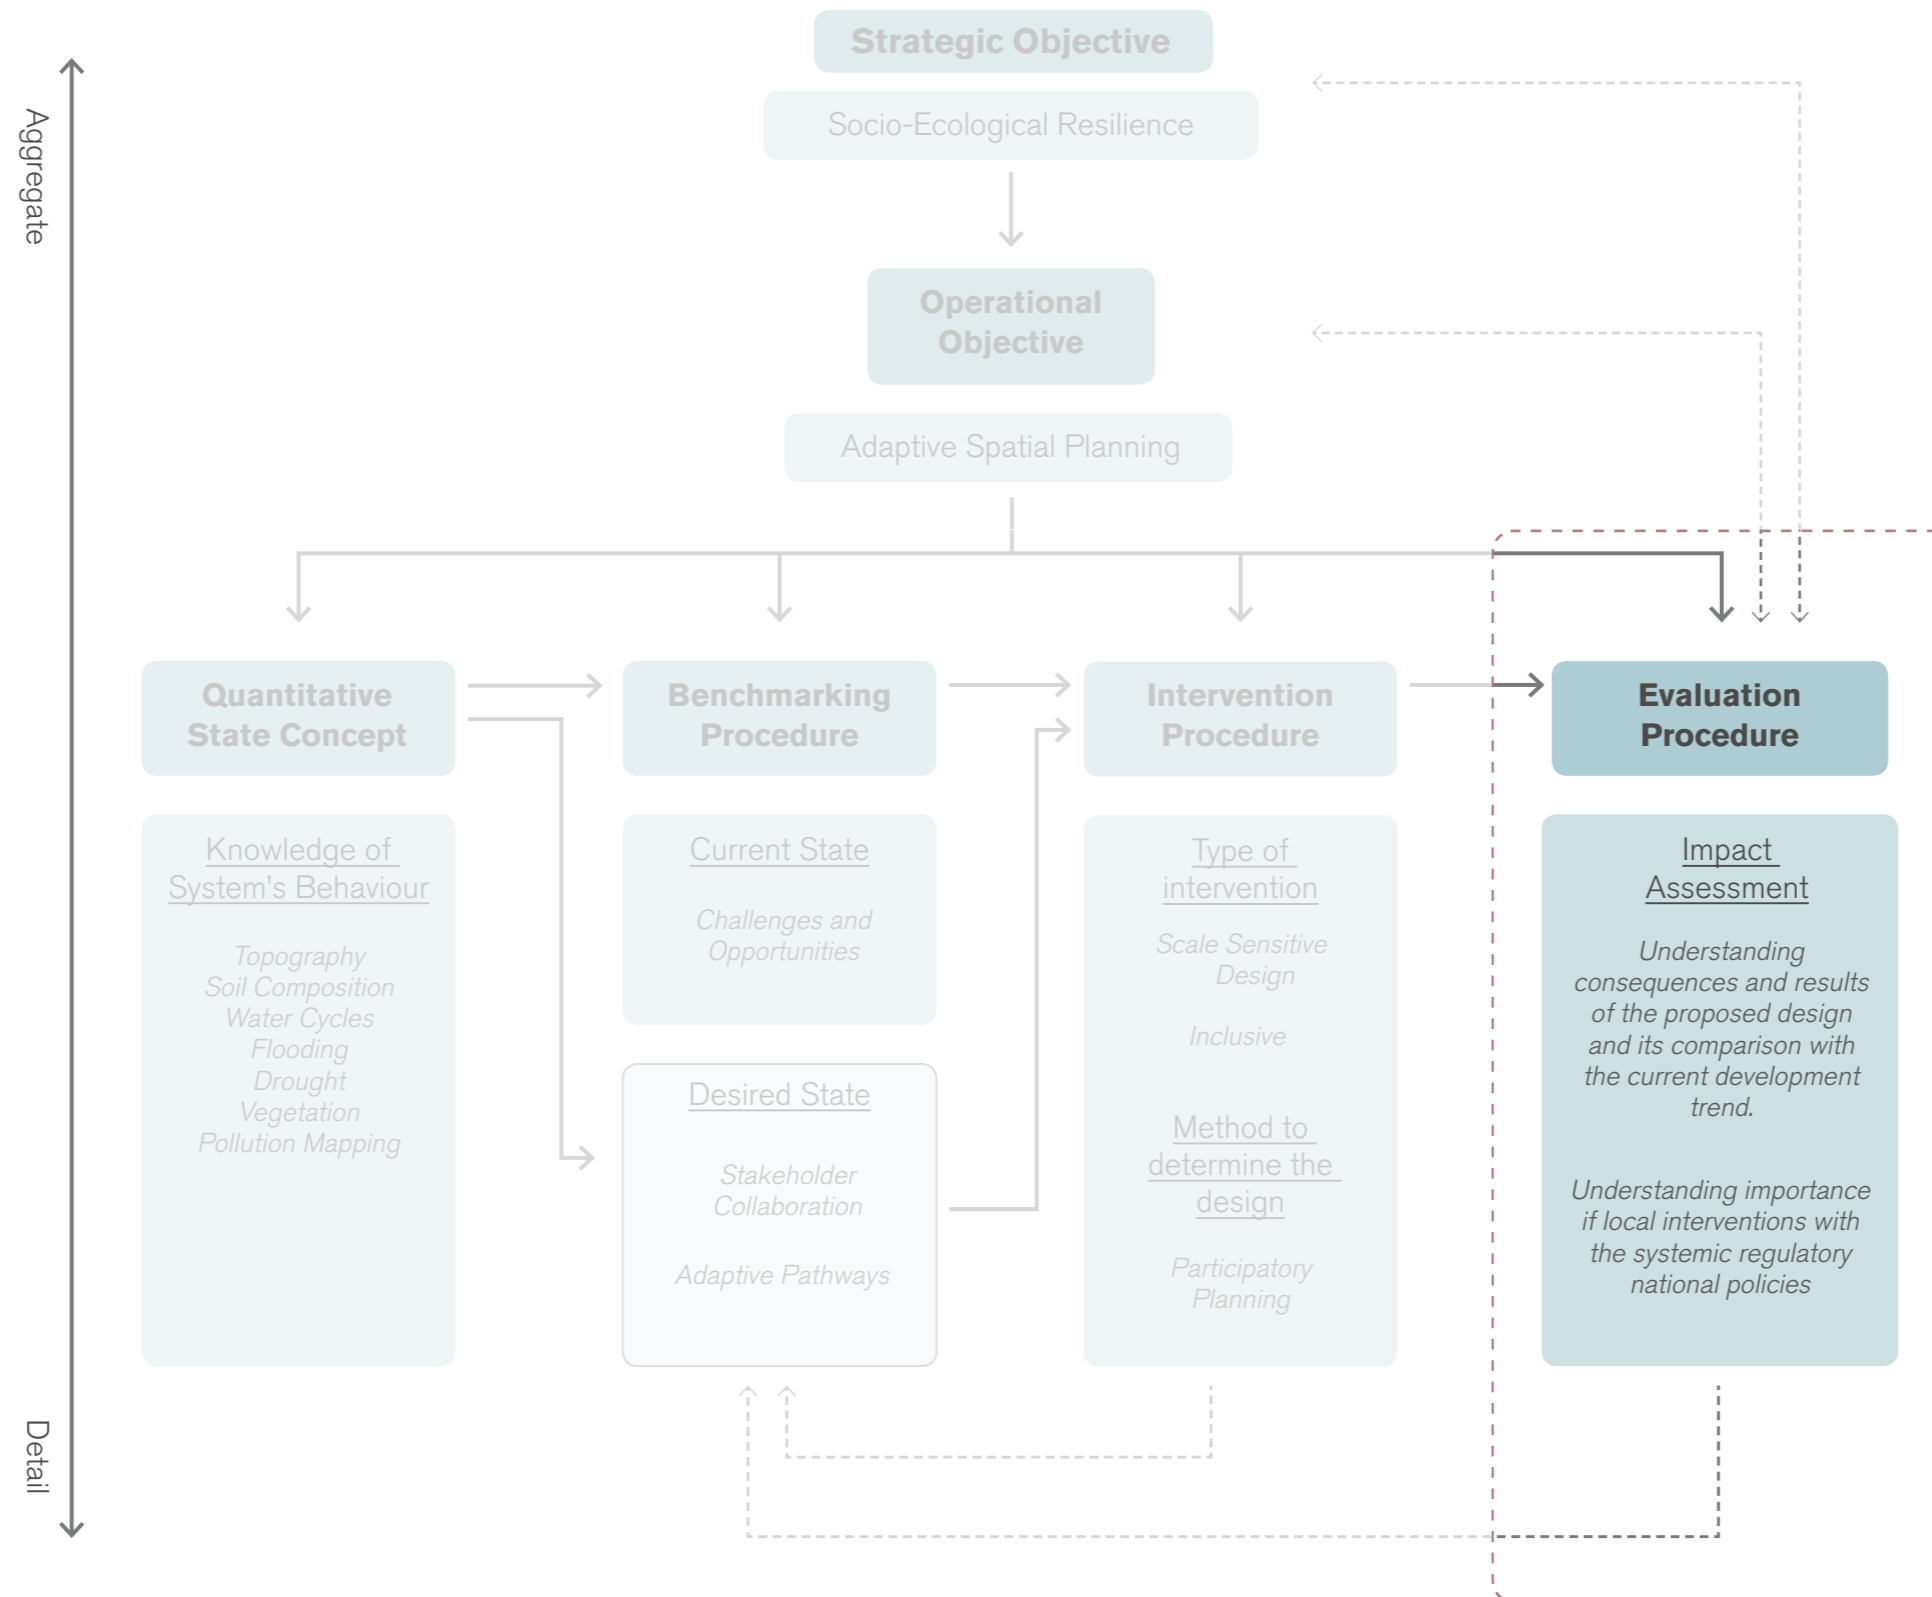 Strategic Objective
Socio-Ecological Resilience
Aggregate
Operational
Objective
Adaptive Spatial Planning
Quantitative
State Concept
Benchmarking
Procedure
Intervention
Procedure
Evaluation
Procedure
Knowledge of
System's Behaviour
Topography
Soil Composition
Water Cycles
Flooding
Drought
Vegetation
Pollution Mapping
Current State
Challenges and
Opportunities
Desired State
Stakeholder
Collaboration
Adaptive Pathways
Type of
intervention
Scale Sensitive
Design
Inclusive
Method to
determine the
design
Participatory
Planning
Impact
Assessment
Understanding
consequences and results
of the proposed design
and its comparison with
the current development
trend.
Understanding importance
if local interventions with
the systemic regulatory
national policies
Detail